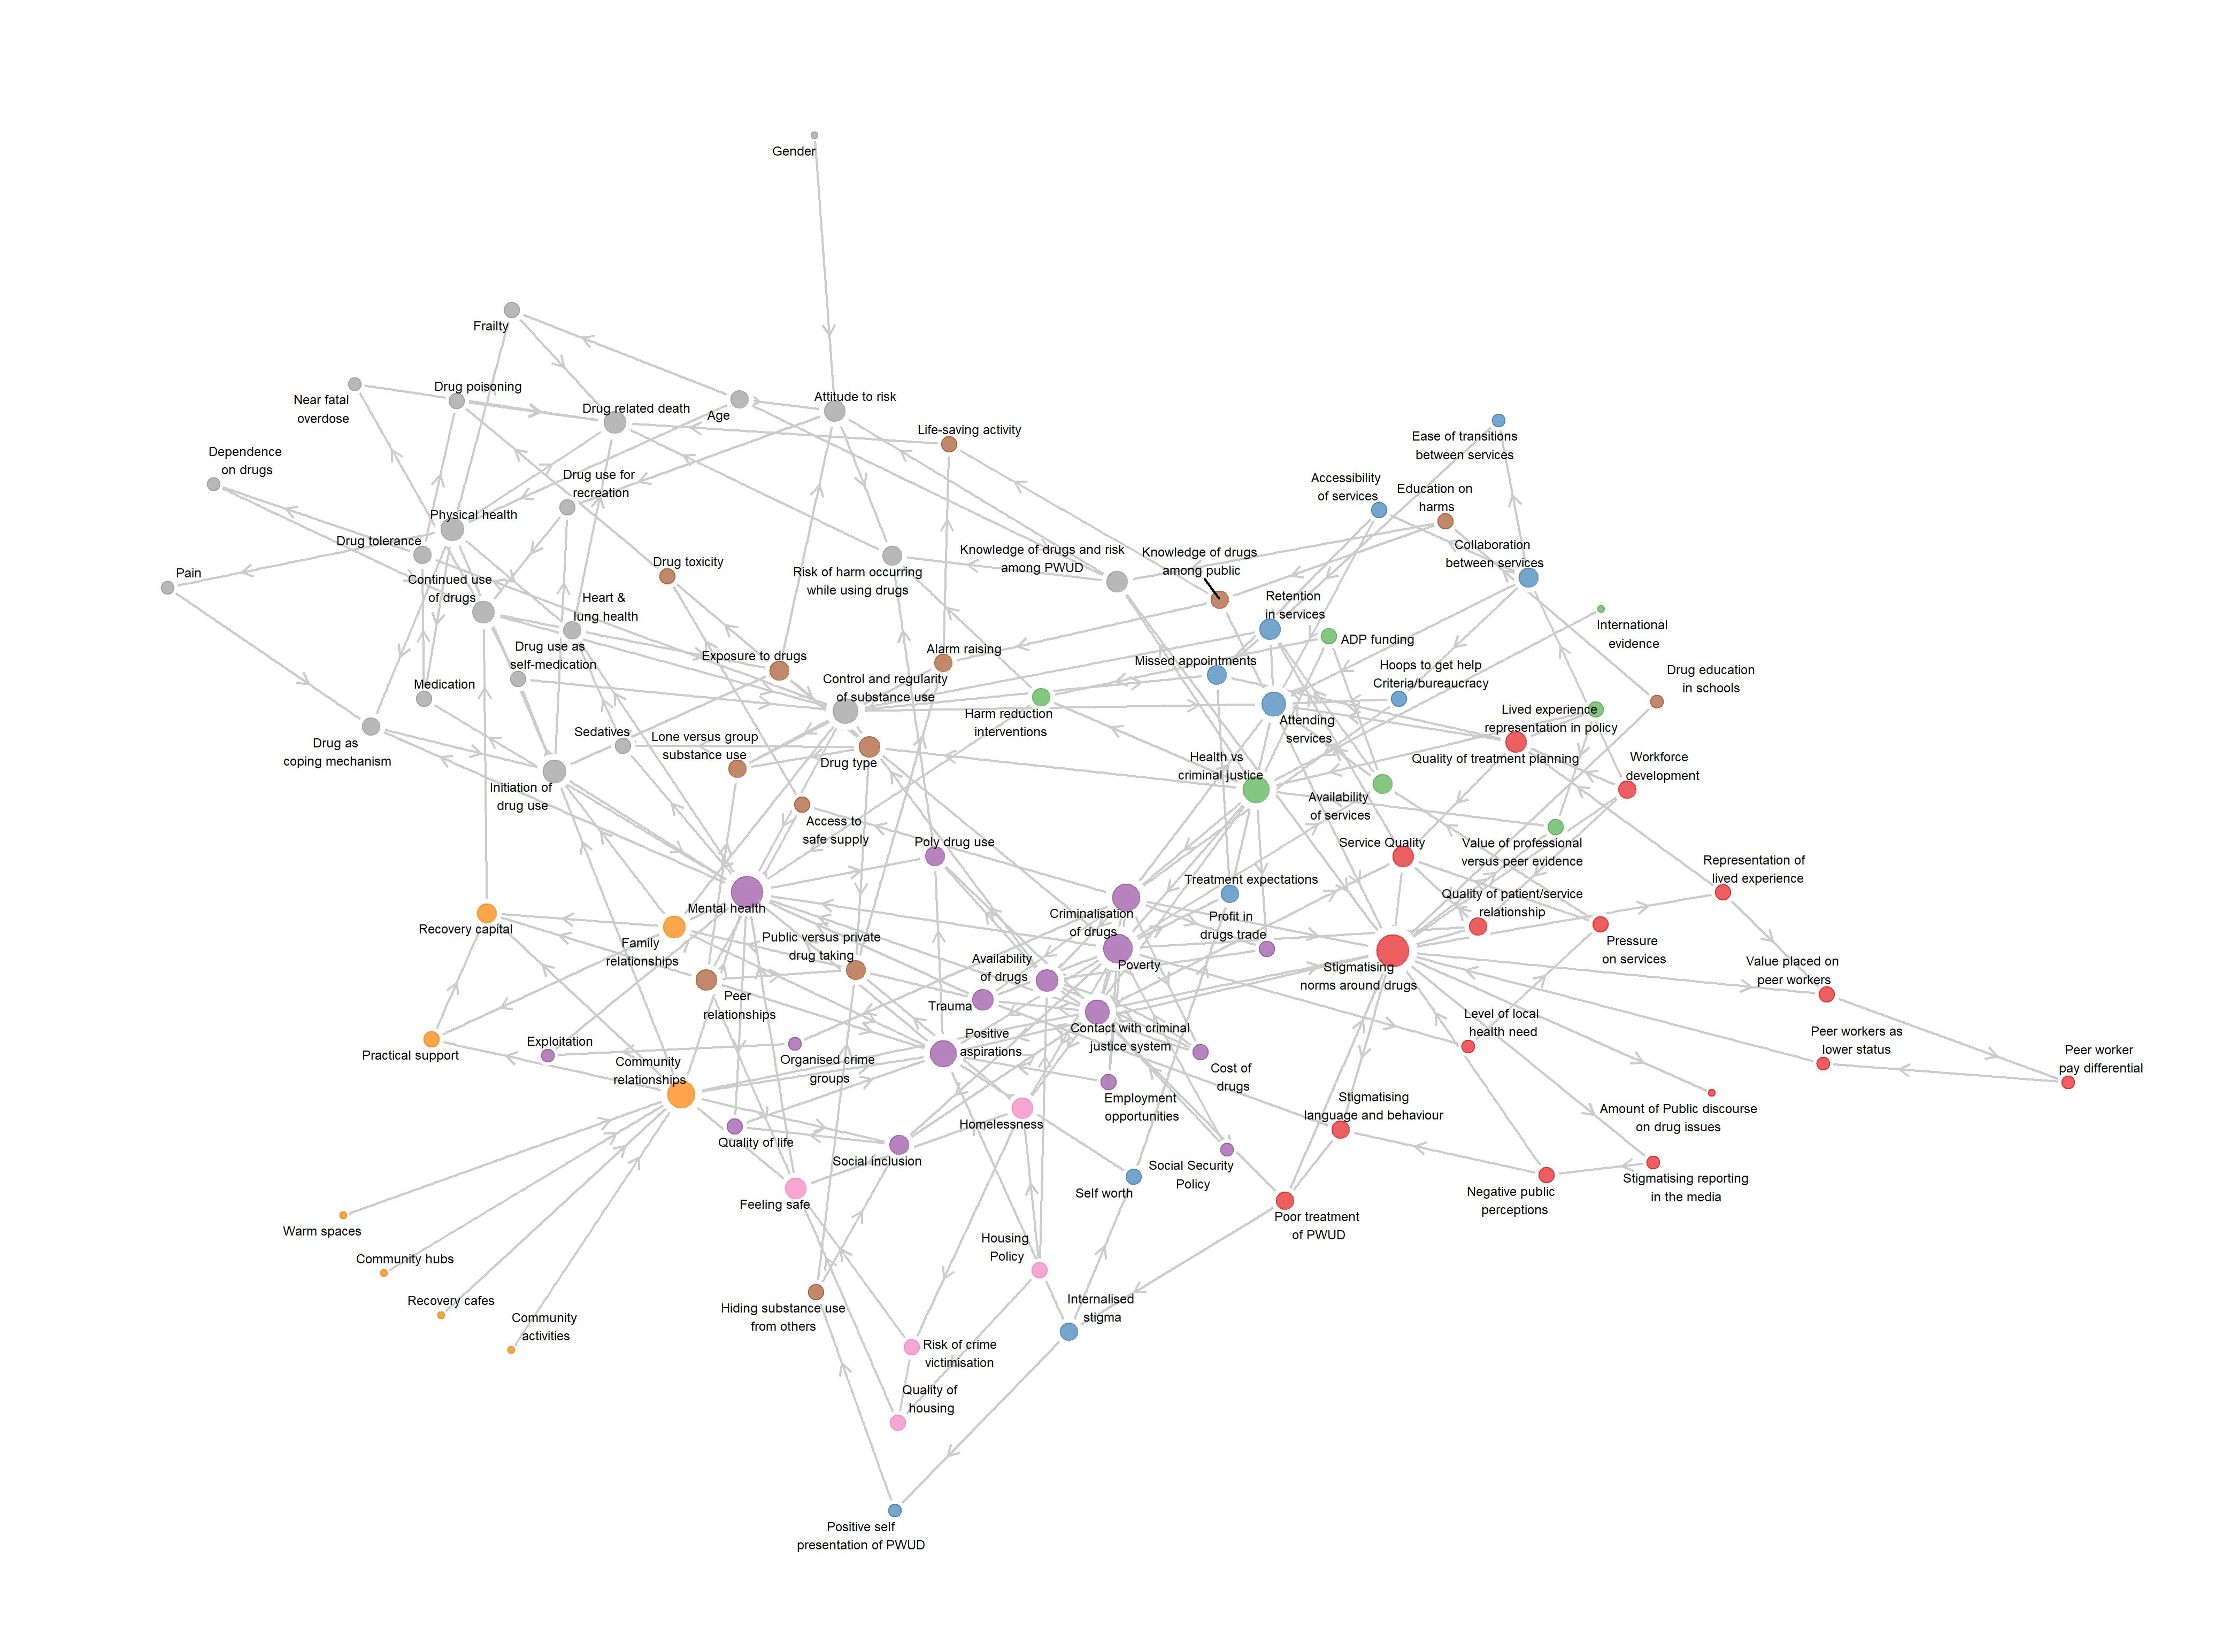 Gender
Frailty
Near fatal
overdose
Drug poisoning
Drug related death
Age
Attitude to risk
Life-saving activity
Ease of transitions
between services
Dependence
on drugs
Drug use for
recreation
Accessibility
of services
Education on
harms
Physical health
Drug tolerance
Collaboration
between services
Pain
Continued use
of drugs
Heart &
lung health
Drug toxicity
Risk of harm occurring
while using drugs
Knowledge of drugs and risk
among PWUD
Knowledge of drugs
among public
Retention
in services
ADP funding
International
evidence
Drug use as
self-medication
Exposure to drugs
Alarm raising
Missed appointments
Hoops to get help
Criteria/bureaucracy
Drug education
in schools
Medication
Control and regularity
of substance use
Harm reduction
interventions
Attending
services
Lived experience
representation in policy
Drug as
coping mechanism
Sedatives
Lone versus group
substance use
Drug type
Health vs
criminal justice
Quality of treatment planning
Workforce
development
Initiation of
drug use
Access to
safe supply
Availability
of services
Poly drug use
Service Quality
Value of professional
versus peer evidence
Representation of
lived experience
Mental health
Treatment expectations
Criminalisation
of drugs
Profit in
drugs trade
Quality of patient/service
relationship
Recovery capital
Family
relationships
Public versus private
drug taking
Availability
of drugs
Poverty
Stigmatising
norms around drugs
Pressure
on services
Value placed on
peer workers
Peer
relationships
Trauma
Contact with criminal
justice system
Level of local
health need
Practical support
Exploitation
Community
relationships
Organised crime
groups
Positive
aspirations
Cost of
drugs
Peer workers as
lower status
Peer worker
pay differential
Employment
opportunities
Stigmatising
language and behaviour
Amount of Public discourse
on drug issues
Quality of life
Homelessness
Social inclusion
Self worth
Social Security
Policy
Negative public
perceptions
Stigmatising reporting
in the media
Feeling safe
Poor treatment
of PWUD
Warm spaces
Community hubs
Housing
Policy
Recovery cafes
Community
activities
Hiding substance use
from others
Internalised
stigma
Risk of crime
victimisation
Quality of
housing
Positive self
presentation of PWUD